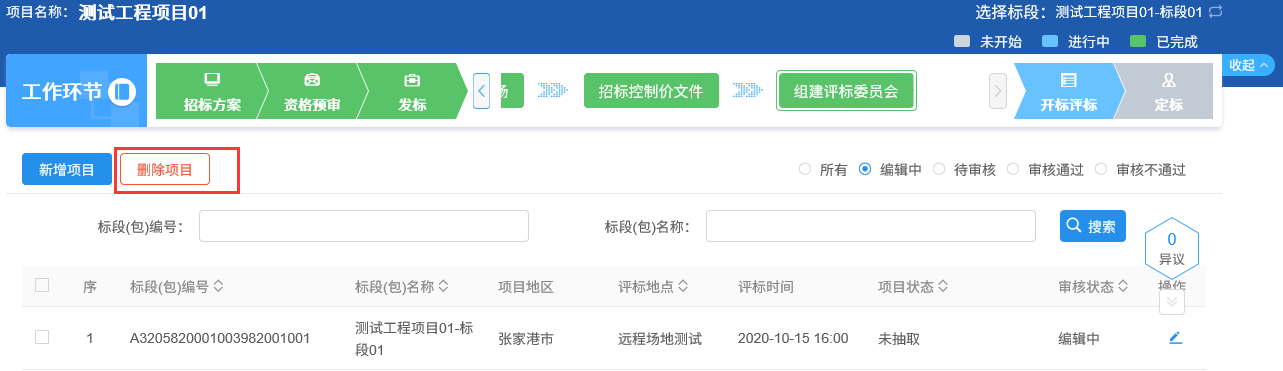 项目名称：测试工程项目01
选择标段：测试工程项目01-标段01
未开始 进行中 已完成
收起
工作环节
招标方案 资格预审 发标 场 招标控制价文件 组建评标委员会 开标评标 定标
新增项目 删除项目
所有 编辑中 待审核 审核通过 审核不通过
标段(包)编号： 标段(包)名称： 搜索
0
异议
序 标段(包)编号 标段(包)名称 项目地区 评标地点 评标时间 项目状态 审核状态 操作
1 A3205820001003982001001 测试工程项目01-标段01 张家港市 远程场地测试 2020-10-15 16:00 未抽取 编辑中